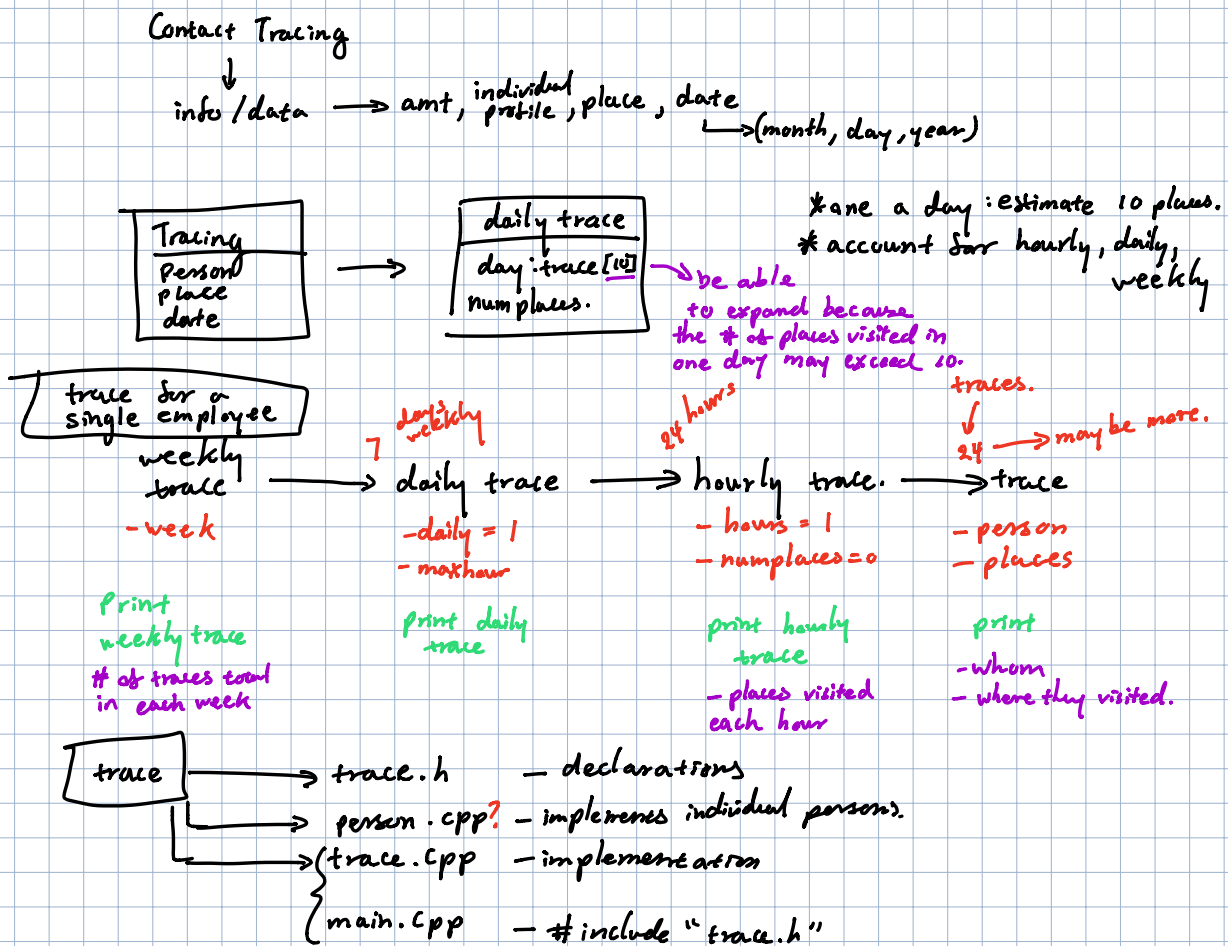 Contact Tracing
info/data → amt, individual profile, place, date
→ (month, day, year)
Tracing
person
place
date
daily trace
day: trace[10]
numplaces.
be able
to expand because
the # of places visited in
one day may exceed 10.
* one a day: estimate 10 places.
* account for hourly, daily,
weekly
trace for a
single employee
weekly
trace
- week
print
weekly trace
# of traces total
in each week
7 days weekly
daily trace
- daily = 1
- maxhour
print daily
trace
24 hours
hourly trace.
- hours = 1
- numplaces=0
print hourly
trace
- places visited
each hour
traces.
24 → may be more.
trace
- person
- places
print
- whom
- where they visited.
trace
trace.h - declarations
person.cpp? - implements individual persons.
trace.cpp - implementation
main.cpp - #include "trace.h"